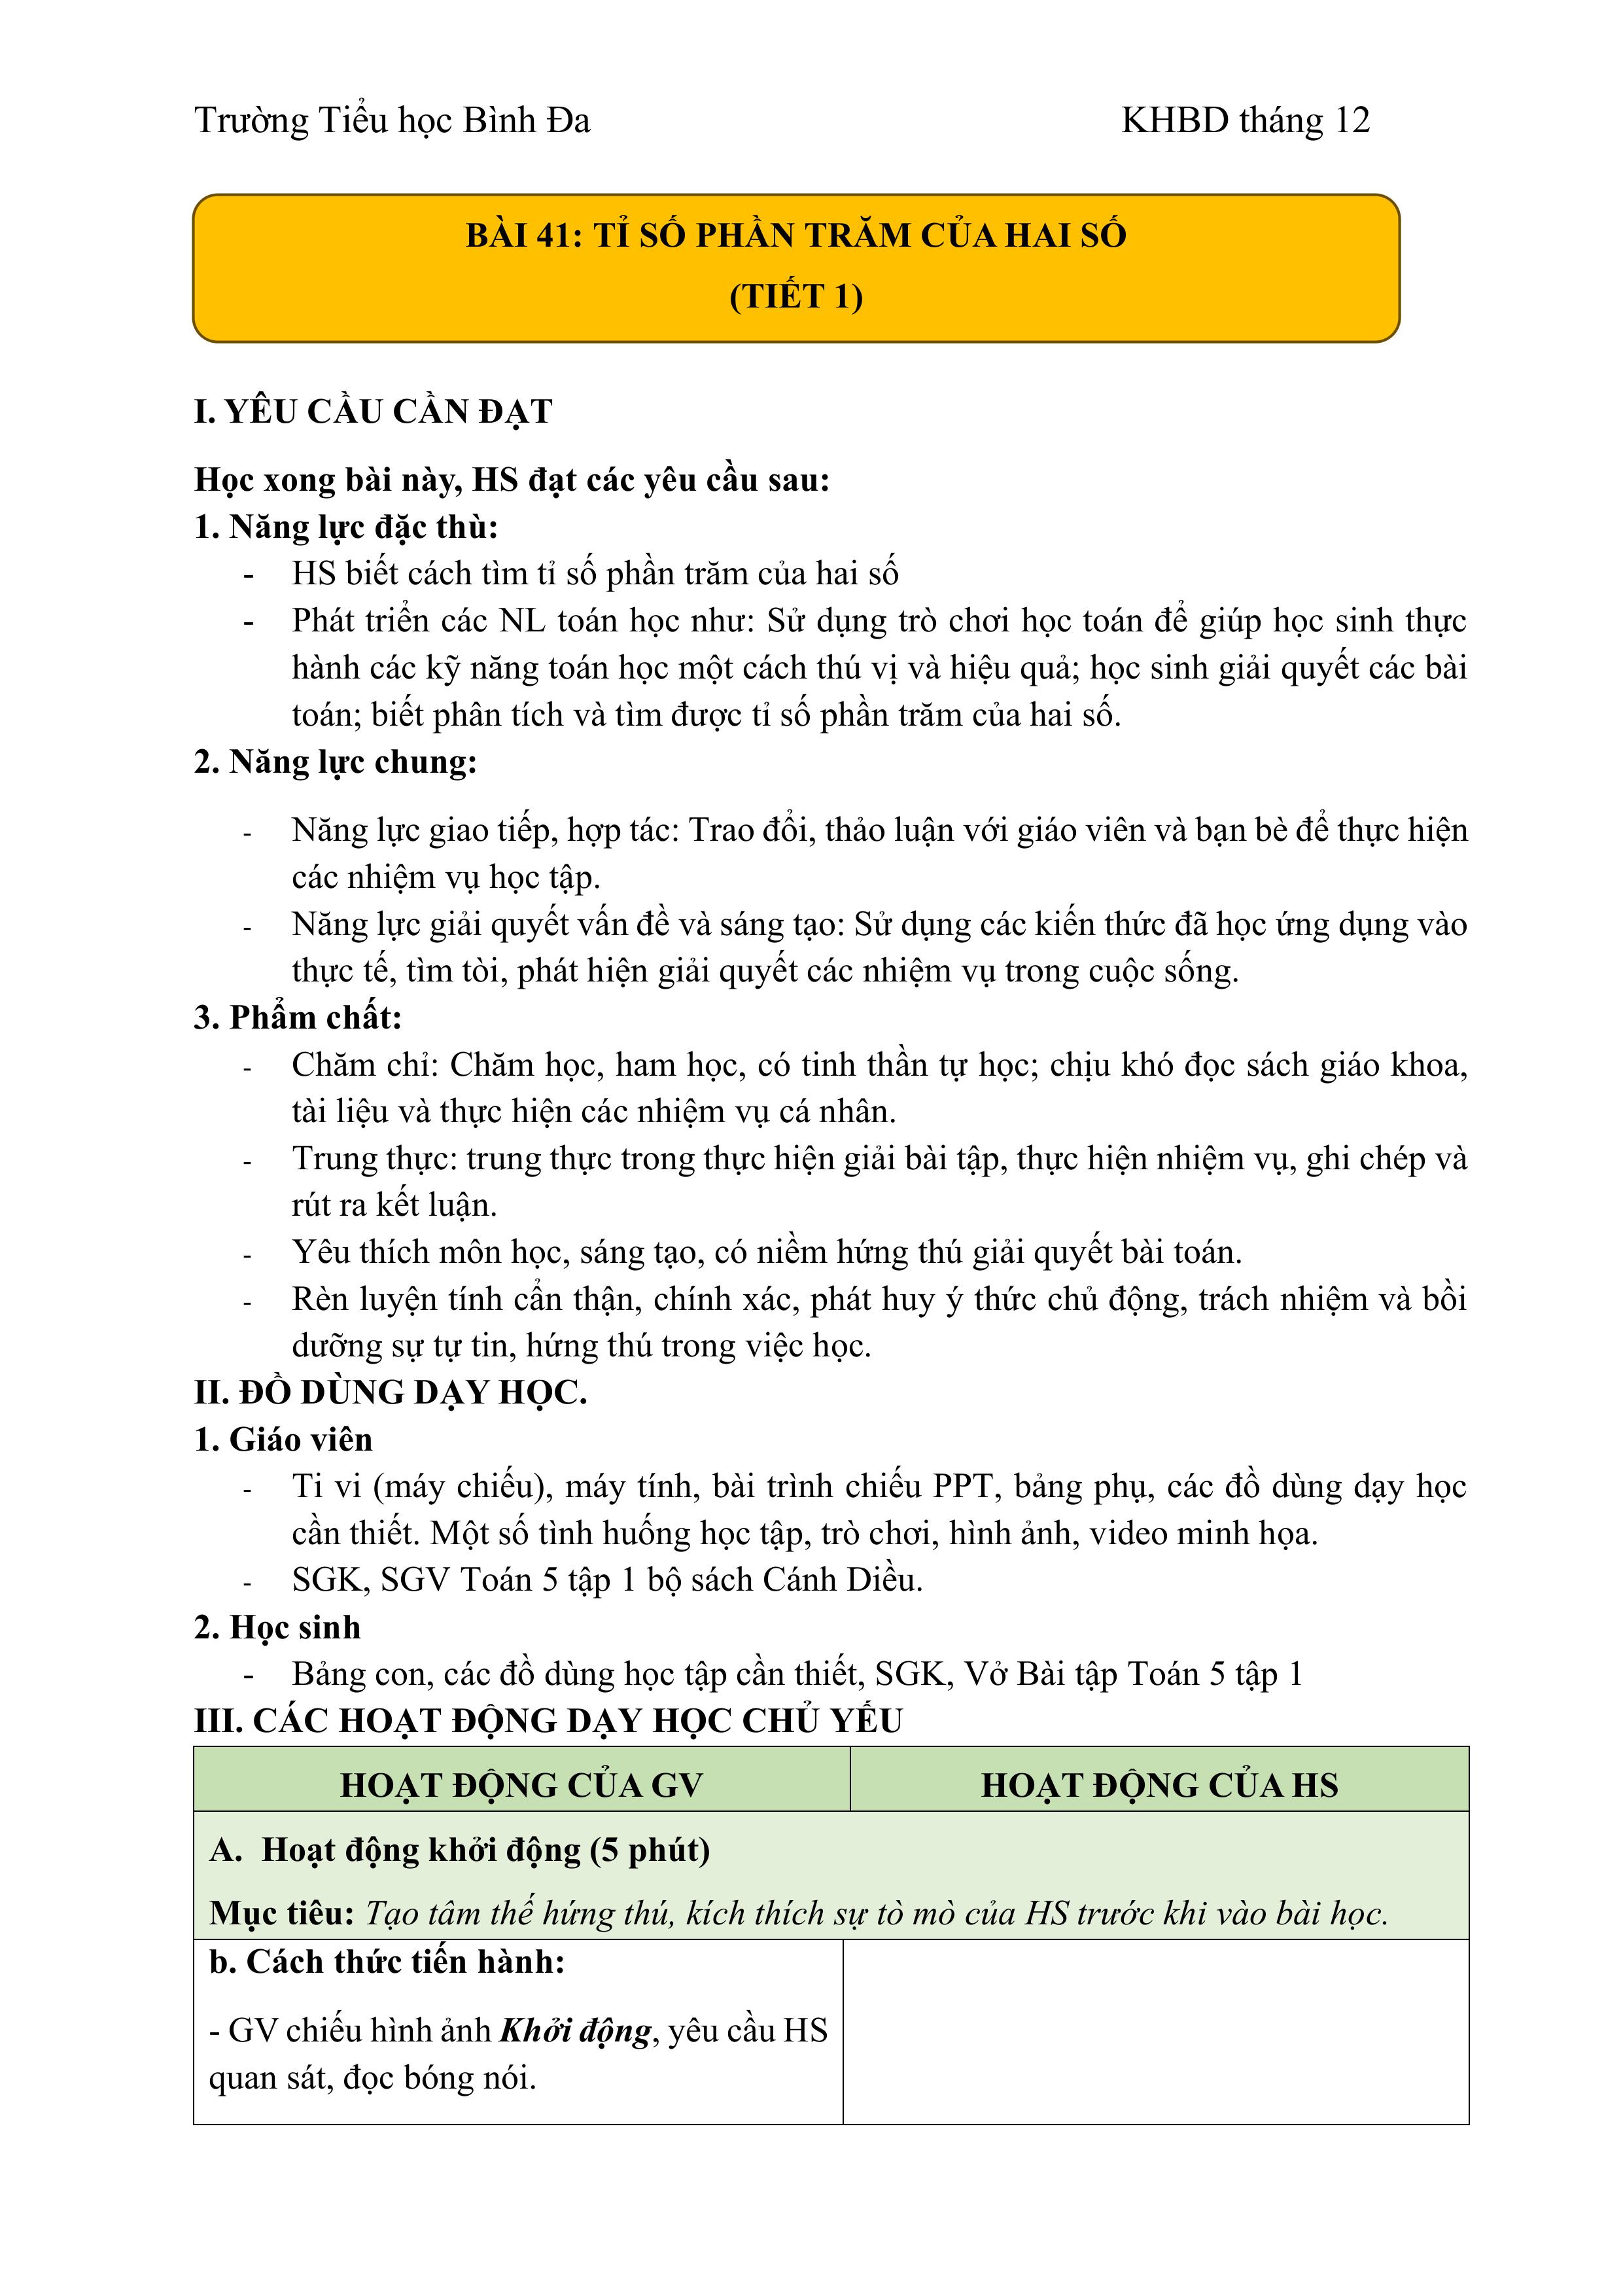 Trường Tiểu học Bình Đa KHBD tháng 12
BÀI 41: TỈ SỐ PHẦN TRĂM CỦA HAI SỐ
(TIẾT 1)
I. YÊU CẦU CẦN ĐẠT
Học xong bài này, HS đạt các yêu cầu sau:
1. Năng lực đặc thù:
- HS biết cách tìm tỉ số phần trăm của hai số
- Phát triển các NL toán học như: Sử dụng trò chơi học toán để giúp học sinh thực
hành các kỹ năng toán học một cách thú vị và hiệu quả; học sinh giải quyết các bài
toán; biết phân tích và tìm được tỉ số phần trăm của hai số.
2. Năng lực chung:
- Năng lực giao tiếp, hợp tác: Trao đổi, thảo luận với giáo viên và bạn bè để thực hiện
các nhiệm vụ học tập.
- Năng lực giải quyết vấn đề và sáng tạo: Sử dụng các kiến thức đã học ứng dụng vào
thực tế, tìm tòi, phát hiện giải quyết các nhiệm vụ trong cuộc sống.
3. Phẩm chất:
- Chăm chỉ: Chăm học, ham học, có tinh thần tự học; chịu khó đọc sách giáo khoa,
tài liệu và thực hiện các nhiệm vụ cá nhân.
- Trung thực: trung thực trong thực hiện giải bài tập, thực hiện nhiệm vụ, ghi chép và
rút ra kết luận.
- Yêu thích môn học, sáng tạo, có niềm hứng thú giải quyết bài toán.
- Rèn luyện tính cẩn thận, chính xác, phát huy ý thức chủ động, trách nhiệm và bồi
dưỡng sự tự tin, hứng thú trong việc học.
II. ĐỒ DÙNG DẠY HỌC.
1. Giáo viên
- Ti vi (máy chiếu), máy tính, bài trình chiếu PPT, bảng phụ, các đồ dùng dạy học
cần thiết. Một số tình huống học tập, trò chơi, hình ảnh, video minh họa.
- SGK, SGV Toán 5 tập 1 bộ sách Cánh Diều.
2. Học sinh
- Bảng con, các đồ dùng học tập cần thiết, SGK, Vở Bài tập Toán 5 tập 1
III. CÁC HOẠT ĐỘNG DẠY HỌC CHỦ YẾU
HOẠT ĐỘNG CỦA GV HOẠT ĐỘNG CỦA HS
A. Hoạt động khởi động (5 phút)
Mục tiêu: Tạo tâm thế hứng thú, kích thích sự tò mò của HS trước khi vào bài học.
b. Cách thức tiến hành:
- GV chiếu hình ảnh Khởi động, yêu cầu HS
quan sát, đọc bóng nói.